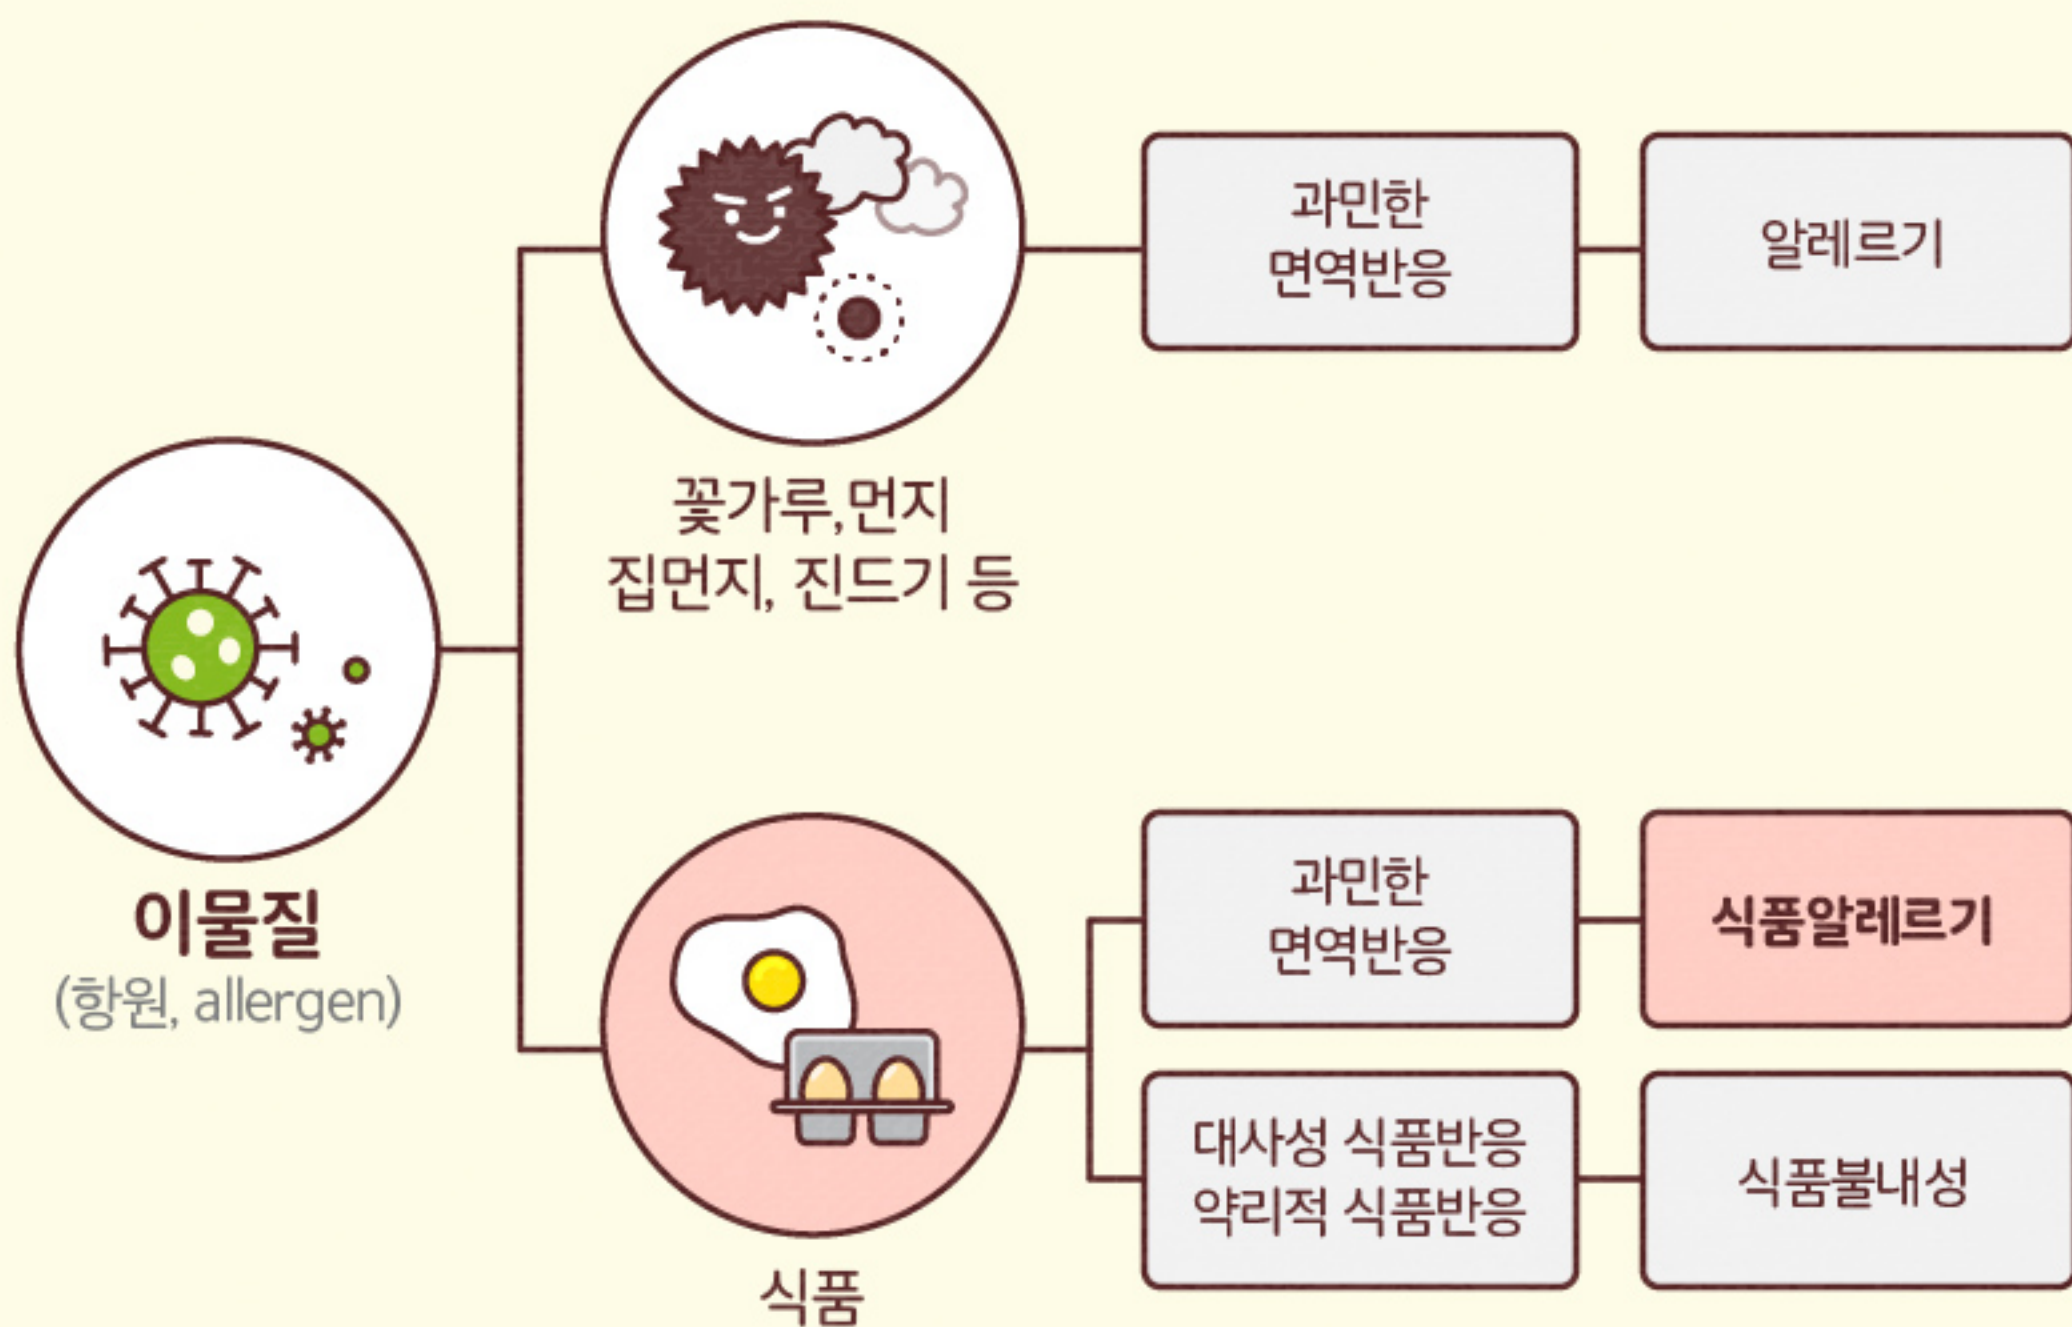 과민한
면역반응
알레르기
꽃가루,먼지
집먼지, 진드기 등
이물질
(항원, allergen)
과민한
면역반응
식품알레르기
대사성 식품반응
약리적 식품반응
식품불내성
식품